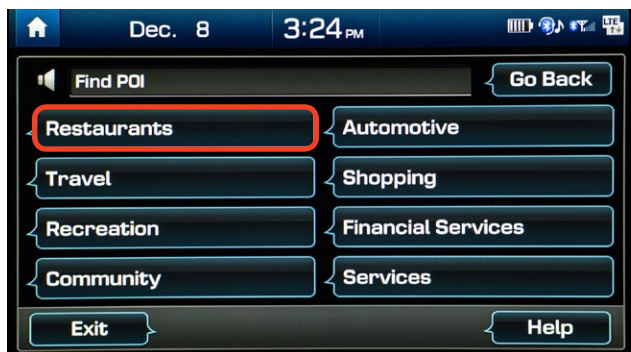 Dec. 8 3:24 PM LTE
Find POI Go Back
Restaurants Automotive
Travel Shopping
Recreation Financial Services
Community Services
Exit Help